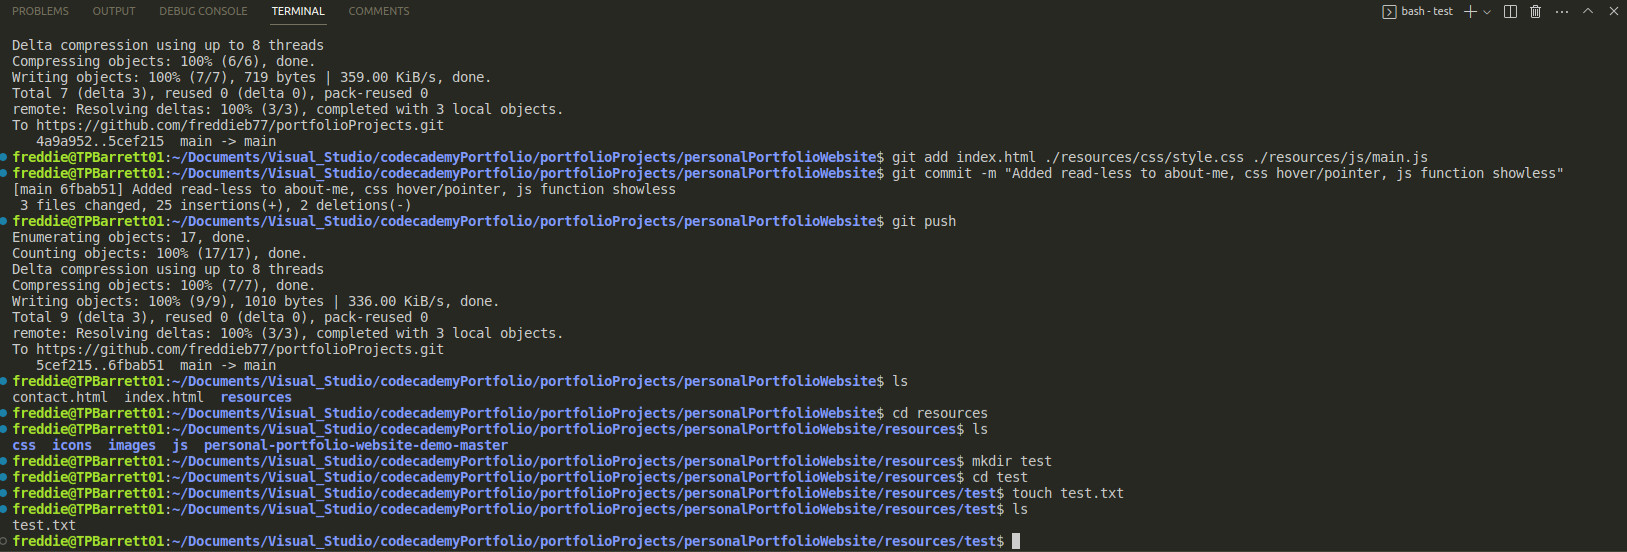 PROBLEMS OUTPUT DEBUG CONSOLE TERMINAL COMMENTS bash - test
Delta compression using up to 8 threads
Compressing objects: 100% (6/6), done.
Writing objects: 100% (7/7), 719 bytes | 359.00 KiB/s, done.
Total 7 (delta 3), reused 0 (delta 0), pack-reused 0
remote: Resolving deltas: 100% (3/3), completed with 3 local objects.
To https://github.com/freddieb77/portfolioProjects.git
   4a9a952..5cef215  main -> main
freddie@TPBarrett01:~/Documents/Visual_Studio/codecademyPortfolio/portfolioProjects/personalPortfolioWebsite$ git add index.html ./resources/css/style.css ./resources/js/main.js
freddie@TPBarrett01:~/Documents/Visual_Studio/codecademyPortfolio/portfolioProjects/personalPortfolioWebsite$ git commit -m "Added read-less to about-me, css hover/pointer, js function showless"
[main 6fbab51] Added read-less to about-me, css hover/pointer, js function showless
 3 files changed, 25 insertions(+), 2 deletions(-)
freddie@TPBarrett01:~/Documents/Visual_Studio/codecademyPortfolio/portfolioProjects/personalPortfolioWebsite$ git push
Enumerating objects: 17, done.
Counting objects: 100% (17/17), done.
Delta compression using up to 8 threads
Compressing objects: 100% (7/7), done.
Writing objects: 100% (9/9), 1010 bytes | 336.00 KiB/s, done.
Total 9 (delta 3), reused 0 (delta 0), pack-reused 0
remote: Resolving deltas: 100% (3/3), completed with 3 local objects.
To https://github.com/freddieb77/portfolioProjects.git
   5cef215..6fbab51  main -> main
freddie@TPBarrett01:~/Documents/Visual_Studio/codecademyPortfolio/portfolioProjects/personalPortfolioWebsite$ ls
contact.html  index.html  resources
freddie@TPBarrett01:~/Documents/Visual_Studio/codecademyPortfolio/portfolioProjects/personalPortfolioWebsite$ cd resources
freddie@TPBarrett01:~/Documents/Visual_Studio/codecademyPortfolio/portfolioProjects/personalPortfolioWebsite/resources$ ls
css  icons  images  js  personal-portfolio-website-demo-master
freddie@TPBarrett01:~/Documents/Visual_Studio/codecademyPortfolio/portfolioProjects/personalPortfolioWebsite/resources$ mkdir test
freddie@TPBarrett01:~/Documents/Visual_Studio/codecademyPortfolio/portfolioProjects/personalPortfolioWebsite/resources$ cd test
freddie@TPBarrett01:~/Documents/Visual_Studio/codecademyPortfolio/portfolioProjects/personalPortfolioWebsite/resources/test$ touch test.txt
freddie@TPBarrett01:~/Documents/Visual_Studio/codecademyPortfolio/portfolioProjects/personalPortfolioWebsite/resources/test$ ls
test.txt
freddie@TPBarrett01:~/Documents/Visual_Studio/codecademyPortfolio/portfolioProjects/personalPortfolioWebsite/resources/test$